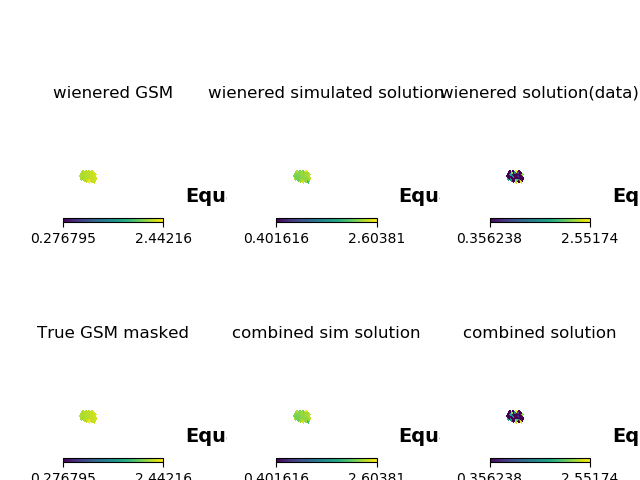 wienered GSM
wienered simulated solution
wienered solution(data)
Equ
Equ
Eq
0.276795 2.44216
0.401616 2.60381
0.356238 2.55174
True GSM masked
combined sim solution
combined solution
Equ
Equ
Eq
0.276795 2.44216
0.401616 2.60381
0.356238 2.55174